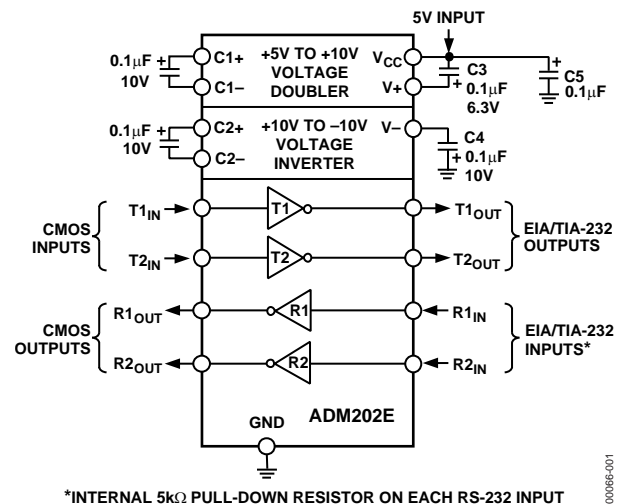 5V INPUT
0.1μF +
10V
C1+
C1–
+5V TO +10V
VOLTAGE
DOUBLER
VCC
V+
+ C3
0.1μF
6.3V
+
C5
0.1μF
0.1μF +
10V
C2+
C2–
+10V TO –10V
VOLTAGE
INVERTER
V–
C4
+ 0.1μF
10V
CMOS
INPUTS
T1IN
T1
T1OUT
T2IN
T2
T2OUT
EIA/TIA-232
OUTPUTS
CMOS
OUTPUTS
R1OUT
R1
R1IN
R2OUT
R2
R2IN
EIA/TIA-232
INPUTS*
GND
ADM202E
*INTERNAL 5kΩ PULL-DOWN RESISTOR ON EACH RS-232 INPUT
00066-001